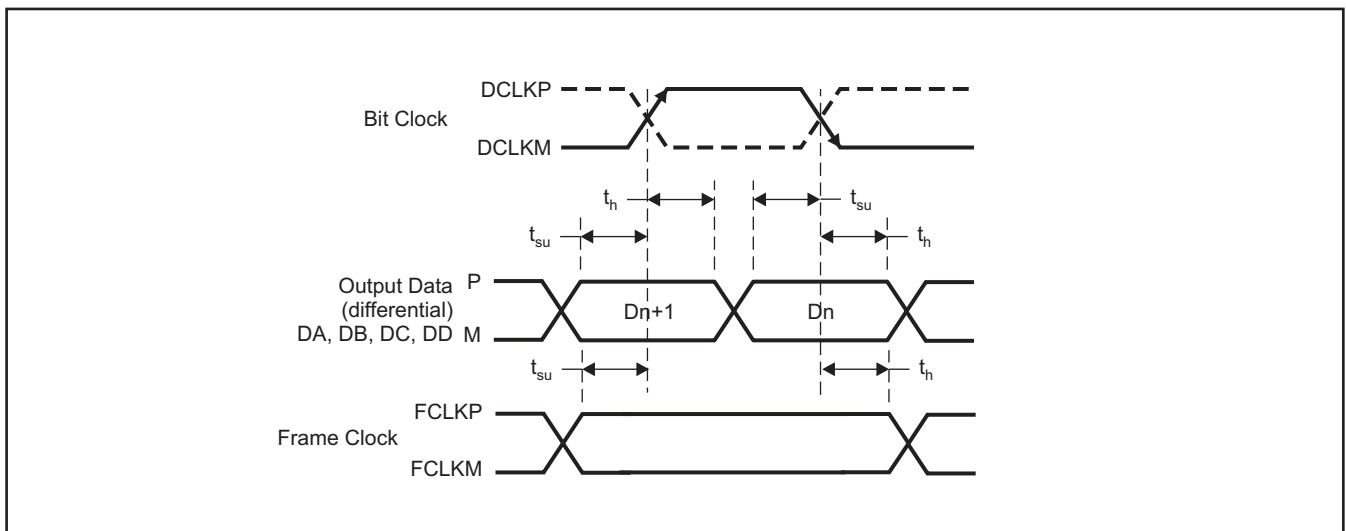 DCLKP
Bit Clock
DCLKM
t_h
t_su
t_su
t_h
Output Data P
(differential)
DA, DB, DC, DD M
Dn+1
Dn
t_su
t_h
FCLKP
Frame Clock
FCLKM